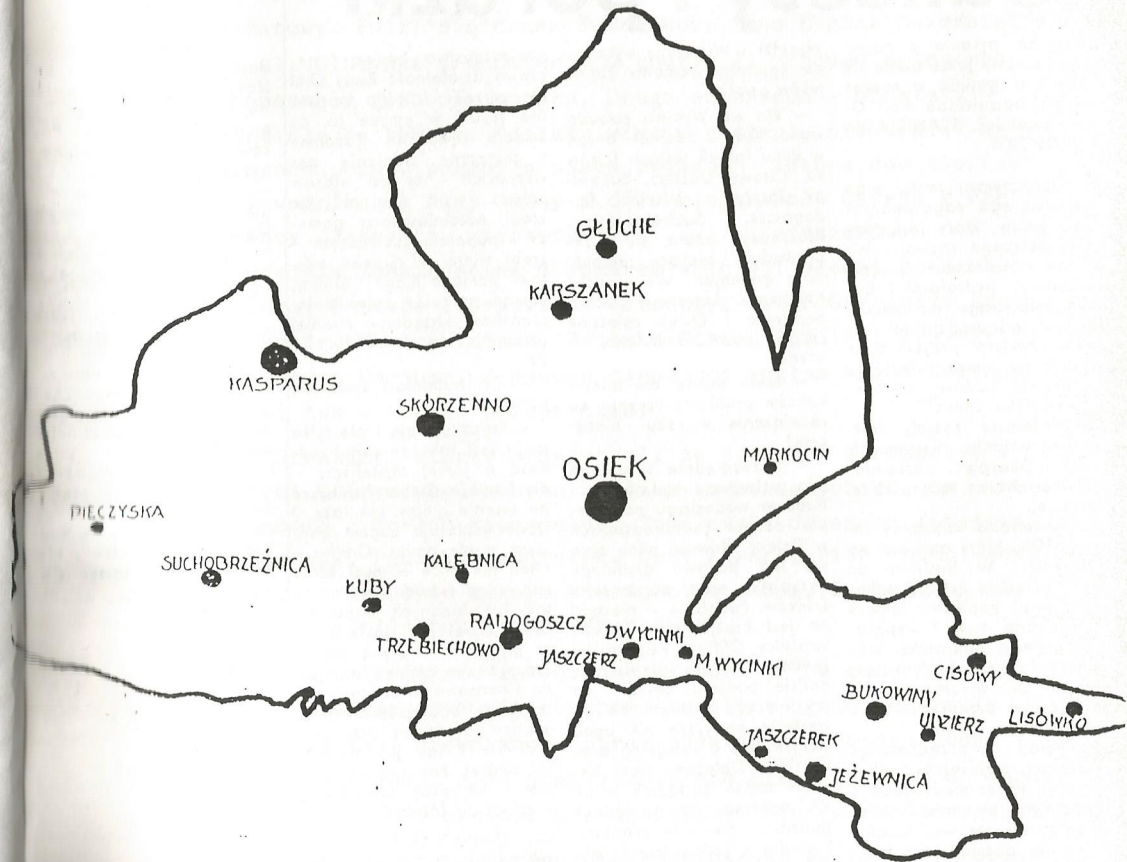 GŁUCHE
KARSZANEK
KASPARUS
SKÓRZENNO
OSIEK
MARKOCIN
PIECZYSKA
SUCHOBRZEŹNICA
KAŁĘBNICA
ŁUBY
RADOGOSZCZ
TRZEBIECHOWO
JASZCZERZ
D.WYCINKI
M.WYCINKI
CISOWY
BUKOWINY
UDZIERZ
LISÓWKO
JASZCZEREK
JEŻEWNICA